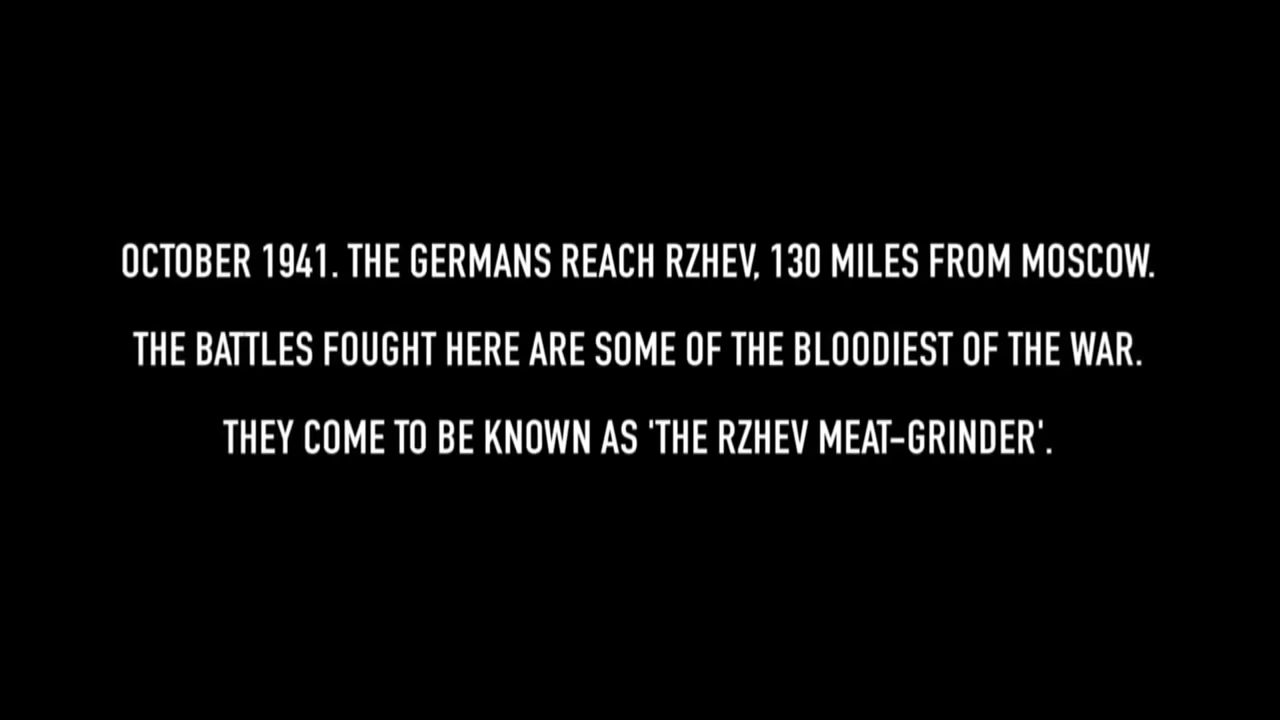 OCTOBER 1941. THE GERMANS REACH RZHEV, 130 MILES FROM MOSCOW.
THE BATTLES FOUGHT HERE ARE SOME OF THE BLOODIEST OF THE WAR.
THEY COME TO BE KNOWN AS 'THE RZHEV MEAT-GRINDER'.